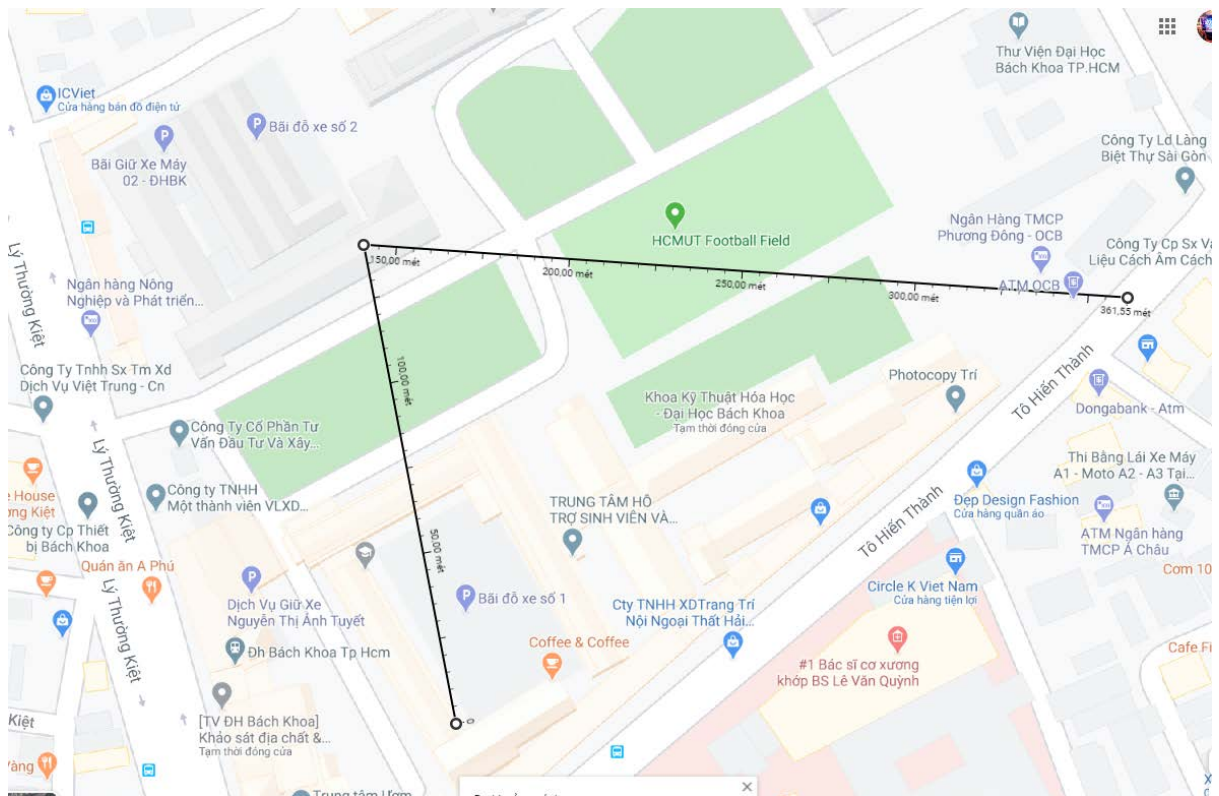 Thư Viện Đại Học
Bách Khoa TP.HCM
ICViet
Cửa hàng bán đồ điện tử
Bãi đỗ xe số 2
Bãi Giữ Xe Máy
02 - ĐHBK
Công Ty Ld Làng
Biệt Thự Sài Gòn
Ngân Hàng TMCP
Phương Đông - OCB
HCMUT Football Field
Công Ty Cp Sx Va
Liệu Cách Âm Cách
Lý Thường Kiệt
150,00 mét
200,00 mét
250,00 mét
300,00 mét
ATM OCB
361,55 mét
Ngân hàng Nông
Nghiệp và Phát triển...
Công Ty Tnhh Sx Tm Xd
Dịch Vụ Việt Trung - Cn
100,00 mét
Photocopy Trí
Tô Hiến Thành
Khoa Kỹ Thuật Hóa Học
- Đại Học Bách Khoa
Tạm thời đóng cửa
Dongabank - Atm
Công Ty Cổ Phần Tư
Vấn Đầu Tư Và Xây...
Lý Thường Kiệt
Thi Bằng Lái Xe Máy
A1 - Moto A2 - A3 Tại...
e House
ơng Kiệt
Công ty TNHH
Một thành viên VLXD...
TRUNG TÂM HỖ
TRỢ SINH VIÊN VÀ...
Đẹp Design Fashion
Cửa hàng quần áo
Công ty Cp Thiết
bị Bách Khoa
50,00 mét
Tô Hiến Thành
ATM Ngân hàng
TMCP Á Châu
Quán ăn A Phú
Cơm 10
Lý Thường Kiệt
Dịch Vụ Giữ Xe
Nguyễn Thị Ánh Tuyết
Bãi đỗ xe số 1
Cty TNHH XDTrang Trí
Nội Ngoại Thất Hải...
Circle K Viet Nam
Cửa hàng tiện lợi
Đh Bách Khoa Tp Hcm
Coffee & Coffee
#1 Bác sĩ cơ xương
khớp BS Lê Văn Quỳnh
Cafe Fi
[TV ĐH Bách Khoa]
Khảo sát địa chất &...
Tạm thời đóng cửa
0
Kiệt
Vàng
Trung tâm Ươm